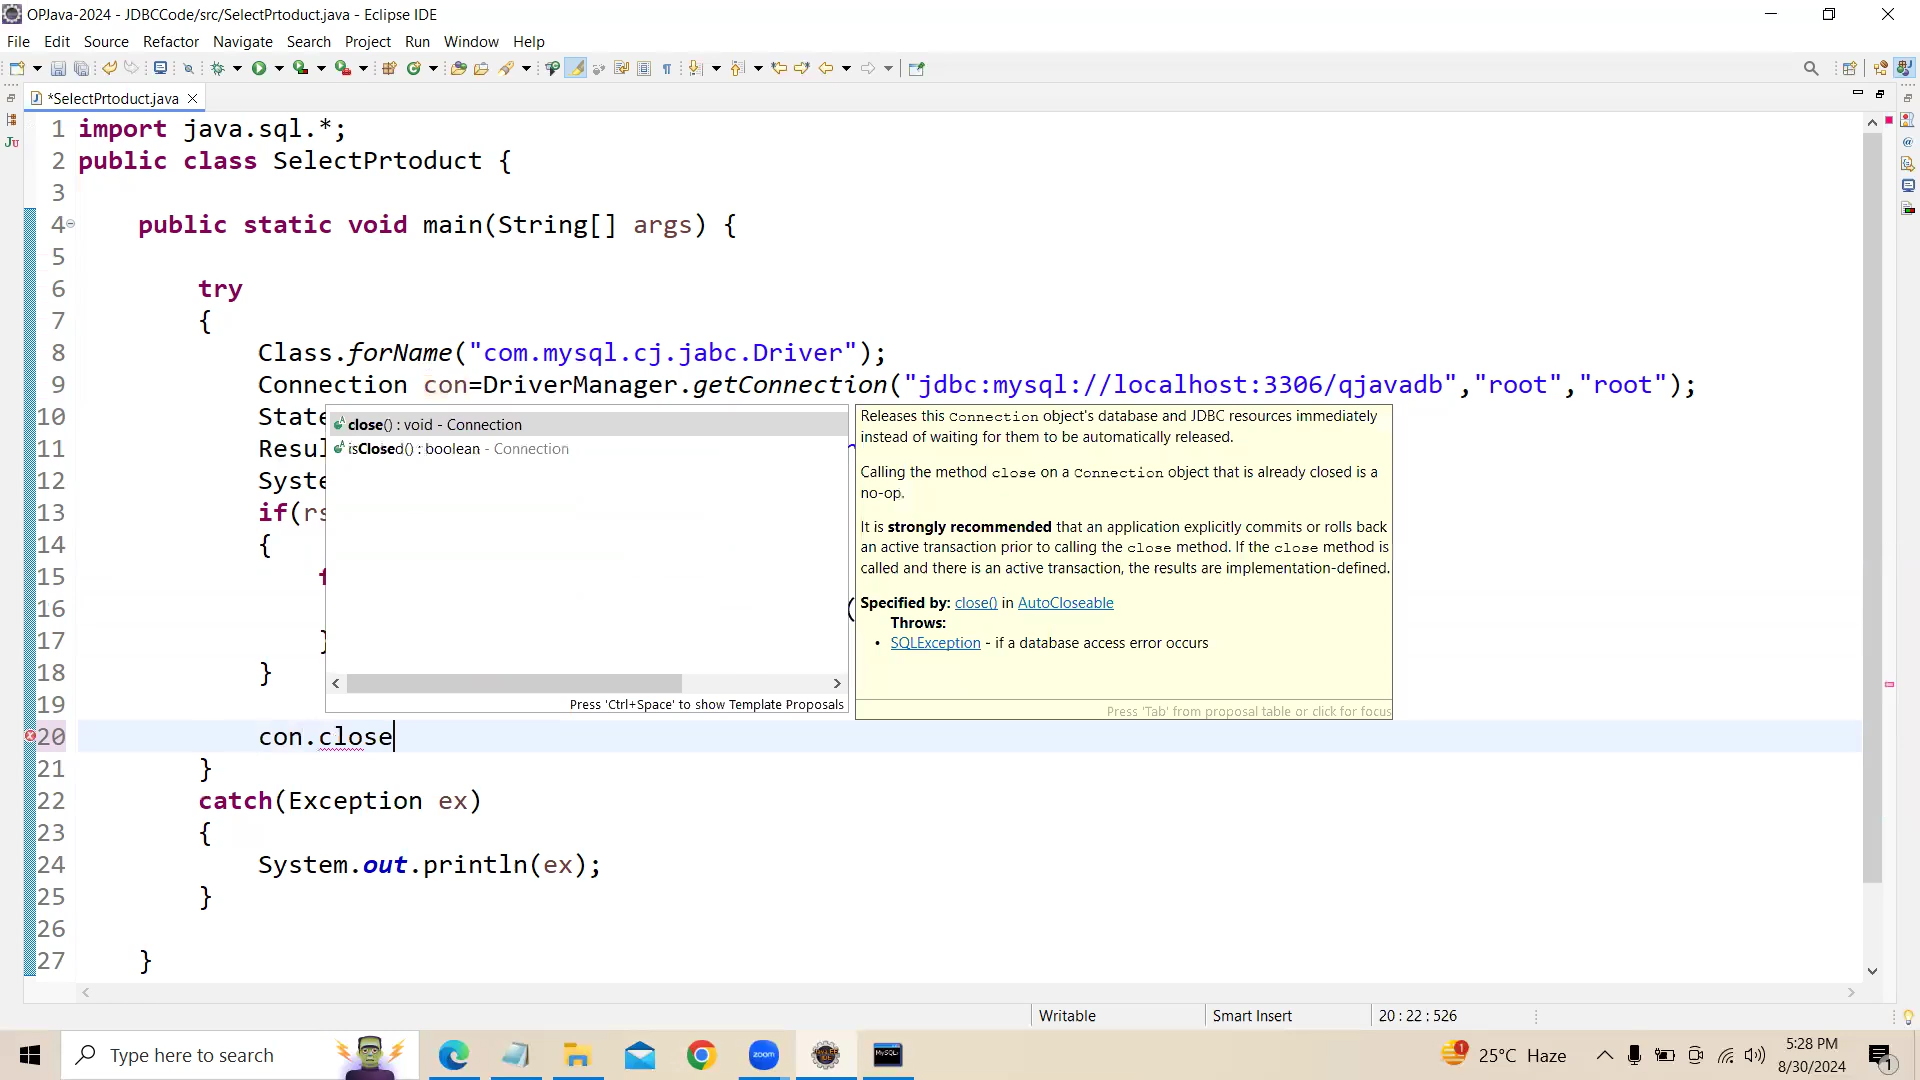 OPJava-2024 - JDBCCode/src/SelectPrtoduct.java - Eclipse IDE
File Edit Source Refactor Navigate Search Project Run Window Help
*SelectPrtoduct.java
1 import java.sql.*;
2 public class SelectPrtoduct {
3
4 public static void main(String[] args) {
5
6 try
7 {
8 Class.forName("com.mysql.cj.jabc.Driver");
9 Connection con=DriverManager.getConnection("jdbc:mysql://localhost:3306/qjavadb","root","root");
10 State
11 Resul
12 Syste
13 if(rs
14 {
15 f
16 (
17 }
18 }
19
20 con.close
21 }
22 catch(Exception ex)
23 {
24 System.out.println(ex);
25 }
26
27 }
close() : void - Connection
isClosed() : boolean - Connection
Press 'Ctrl+Space' to show Template Proposals
Releases this Connection object's database and JDBC resources immediately
instead of waiting for them to be automatically released.
Calling the method close on a Connection object that is already closed is a
no-op.
It is strongly recommended that an application explicitly commits or rolls back
an active transaction prior to calling the close method. If the close method is
called and there is an active transaction, the results are implementation-defined.
Specified by: close() in AutoCloseable
Throws:
• SQLException - if a database access error occurs
Press 'Tab' from proposal table or click for focus
Writable Smart Insert 20 : 22 : 526
Type here to search
zoom
MySQL
25°C Haze
5:28 PM
8/30/2024
1
1